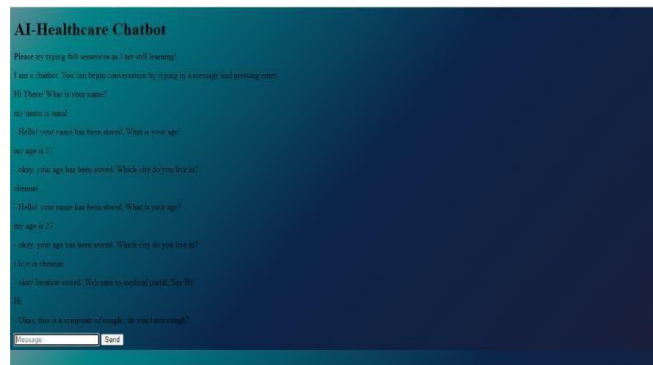 AI-Healthcare Chatbot
Please try typing full sentences as I am still learning!
I am a chatbot. You can begin conversation by typing in a message and pressing enter.
Hi There! What is your name?
my name is
- Hello! your name has been stored. What is your age?
my age is 27
- okay, your age has been stored. Which city do you live in?
chennai
- Hello! your name has been stored. What is your age?
my age is 27
- okay, your age has been stored. Which city do you live in?
i live in chennai
- okay location stored. Welcome to medical portal. Say Hi!
Hi
- Okay, this is a symptom of cough. do you have cough?
Message
Send